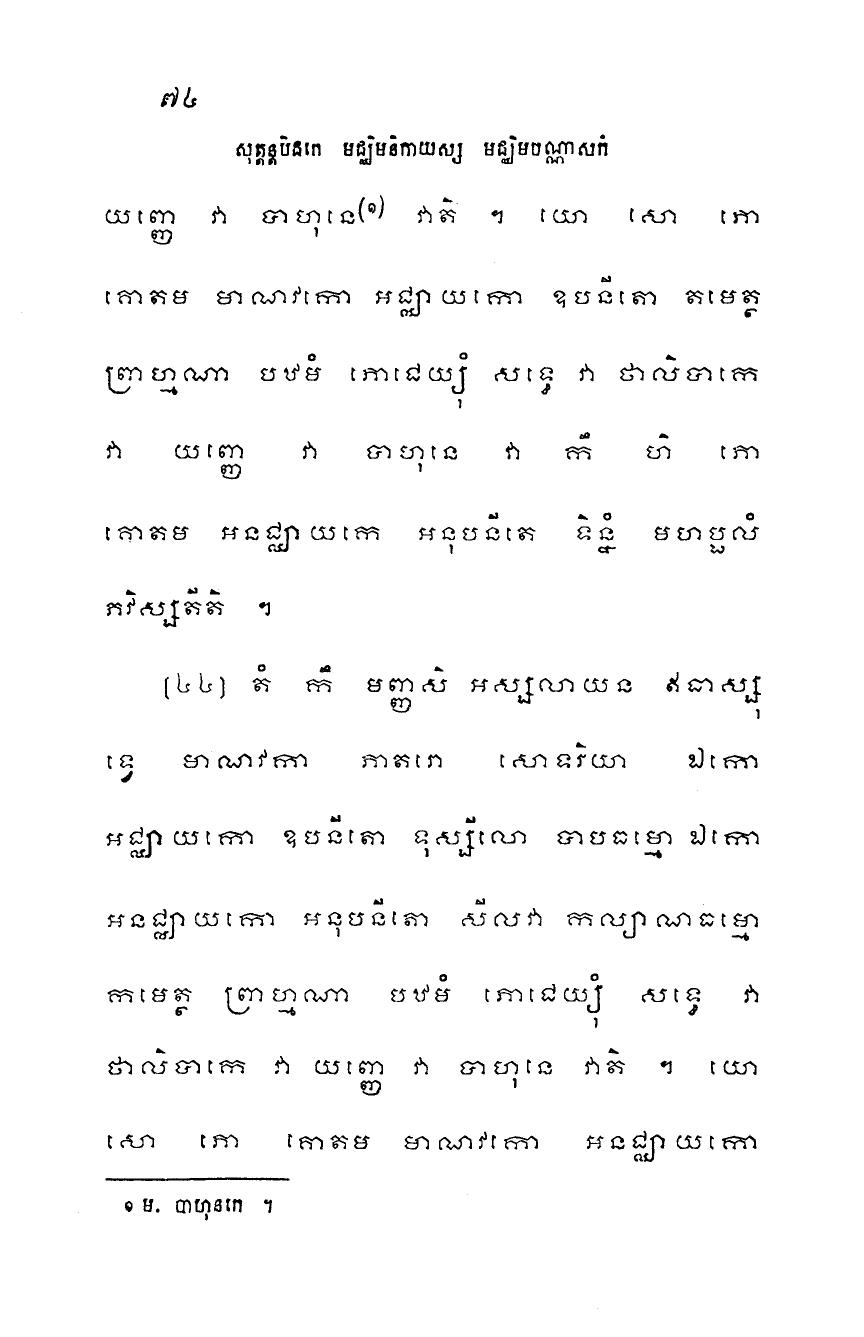 ៧៤
សុត្តន្តបិដកេ មជ្ឈិមនិកាយស្ស មជ្ឈិមបណ្ណាសកំ
យញ្ញេ វា បាហុនេ(១) វាតិ ។ យោ សោ ភោ
គោតម មាណវកោ អជ្ឈាយកោ ឧបនីតោ តមេត្ថ
ព្រាហ្មណា បឋមំ ភោជេយ្យុំ សទ្ធេ វា ថាលិបាកេ
វា យញ្ញេ វា បាហុនេ វា កឹ ហិ ភោ
គោតម អនជ្ឈាយកេ អនុបនីតេ ទិន្នំ មហប្ផលំ
ភវិស្សតីតិ ។
(៤៤) តំ កឹ មញ្ញសិ អស្សលាយន ឥធាស្សុ
ទ្វេ មាណវកា ភាតរោ សោទរិយា ឯកោ
អជ្ឈាយកោ ឧបនីតោ ទុស្សីលោ បាបធម្មោ ឯកោ
អនជ្ឈាយកោ អនុបនីតោ សីលវា កល្យាណធម្មោ
កមេត្ថ ព្រាហ្មណា បឋមំ ភោជេយ្យុំ សទ្ធេ វា
ថាលិបាកេ វា យញ្ញេ វា បាហុនេ វាតិ ។ យោ
សោ ភោ គោតម មាណវកោ អនជ្ឈាយកោ
១ ម. បាហុនកេ ។